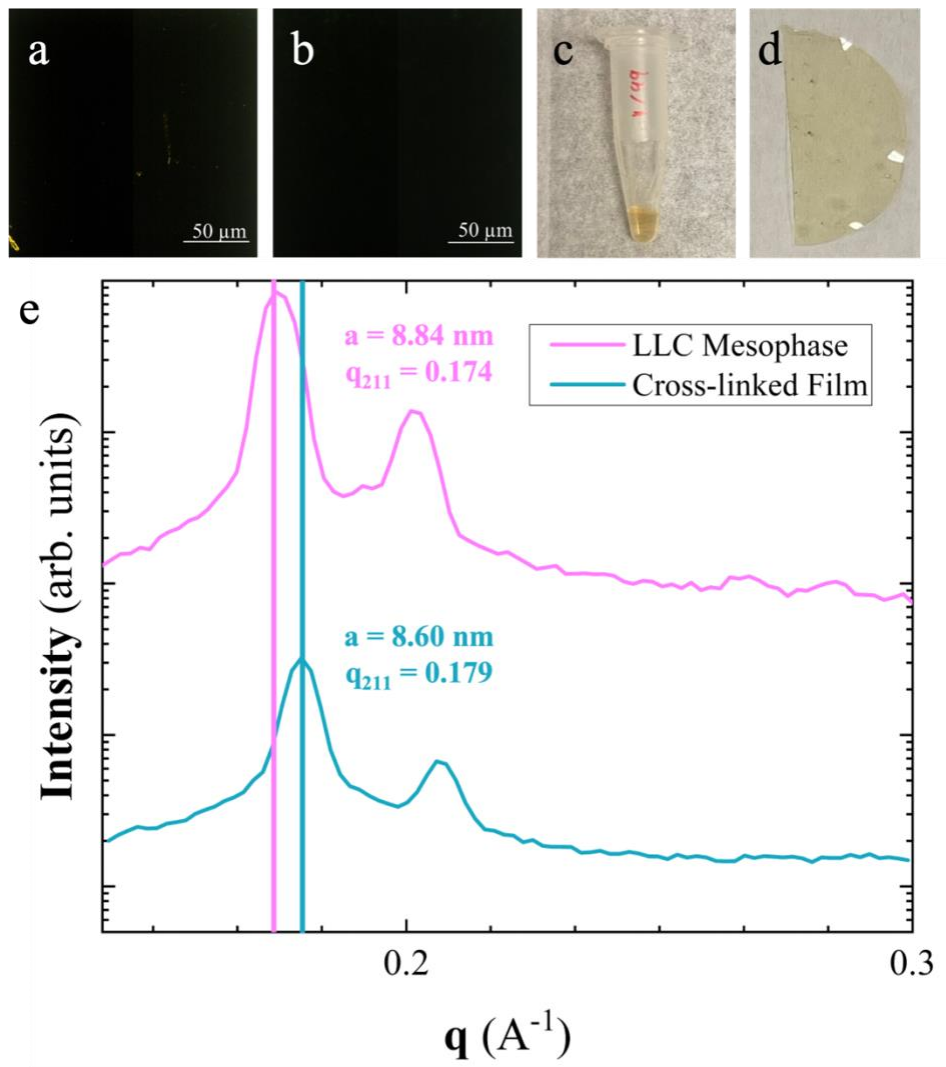 a
b
c
d
50 µm
50 µm
e
a = 8.84 nm
q₂₁₁ = 0.174
LLC Mesophase
Cross-linked Film
a = 8.60 nm
q₂₁₁ = 0.179
Intensity (arb. units)
0.2
0.3
q (A⁻¹)